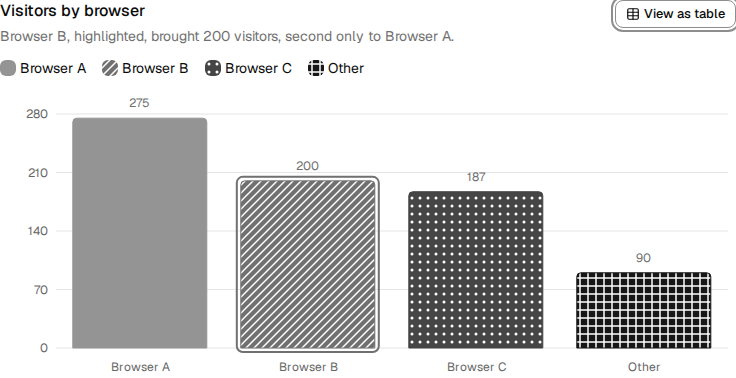 Visitors by browser
View as table
Browser B, highlighted, brought 200 visitors, second only to Browser A.
Browser A Browser B Browser C Other
275
280
200
210
187
140
90
70
0
Browser A Browser B Browser C Other